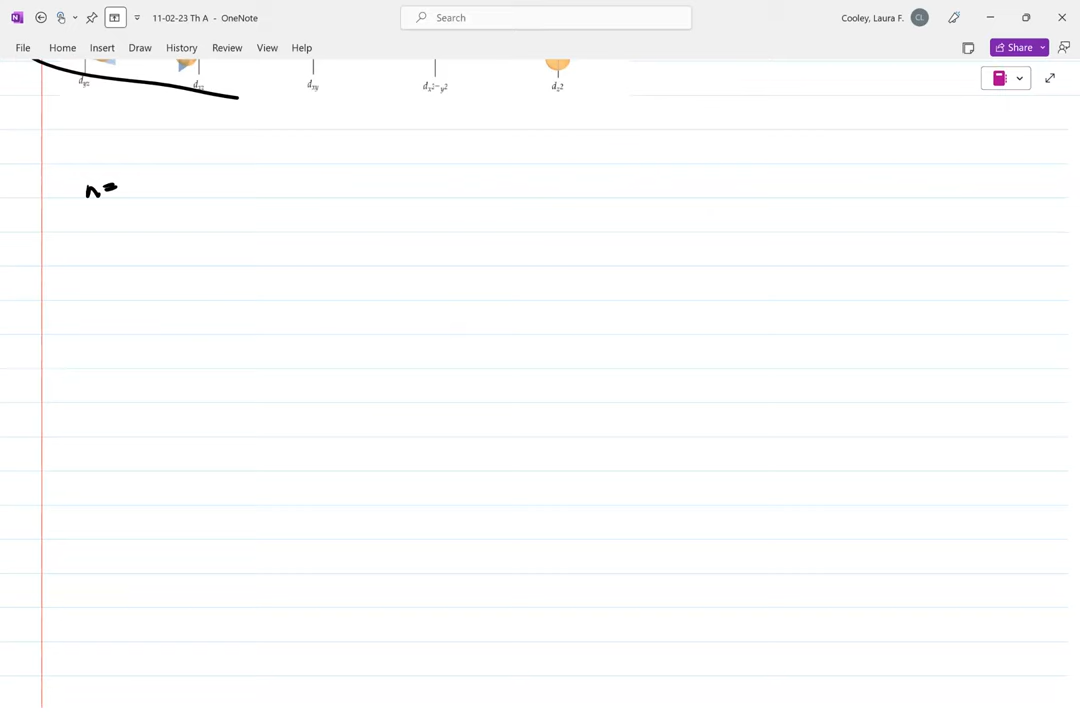 11-02-23 Th A - OneNote
Search
Cooley, Laura F.
CL
File Home Insert Draw History Review View Help
Share
d_yz d_xz d_xy d_x²−y² d_z²
n=